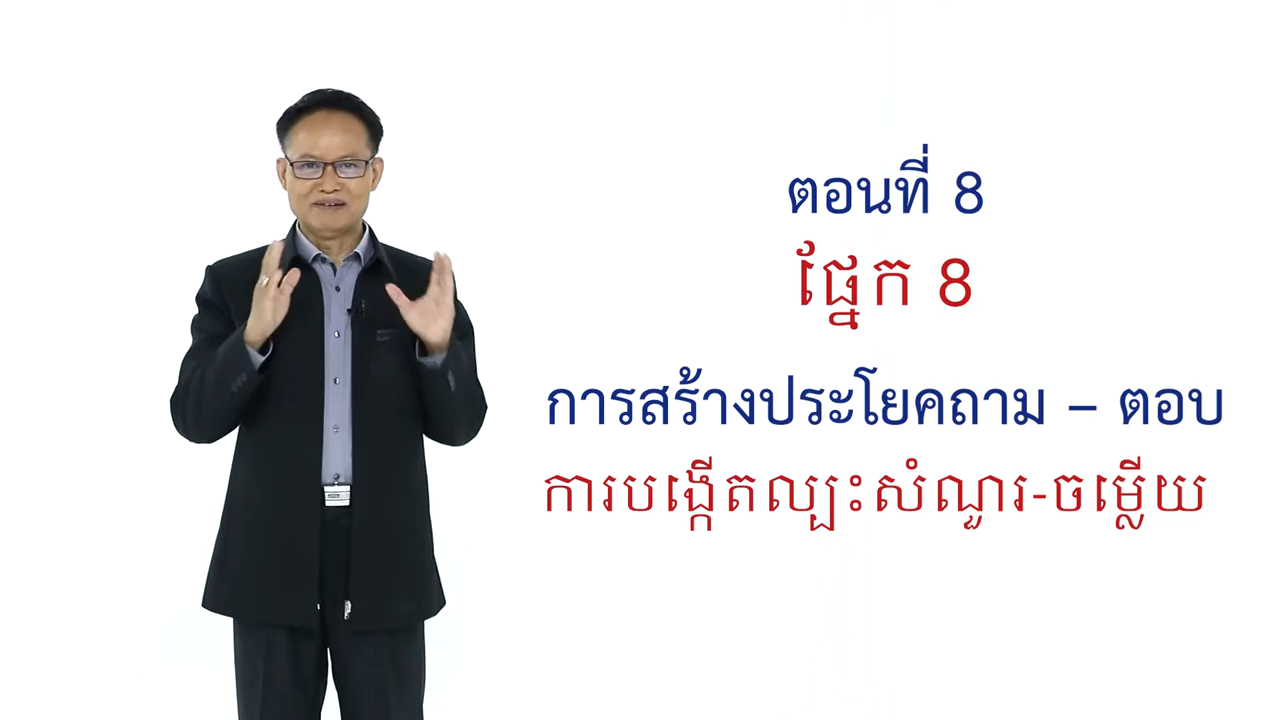 ตอนที่ 8
ផ្នែក 8
การสร้างประโยคถาม – ตอบ
ការបង្កើតល្បះសំណួរ-ចម្លើយ